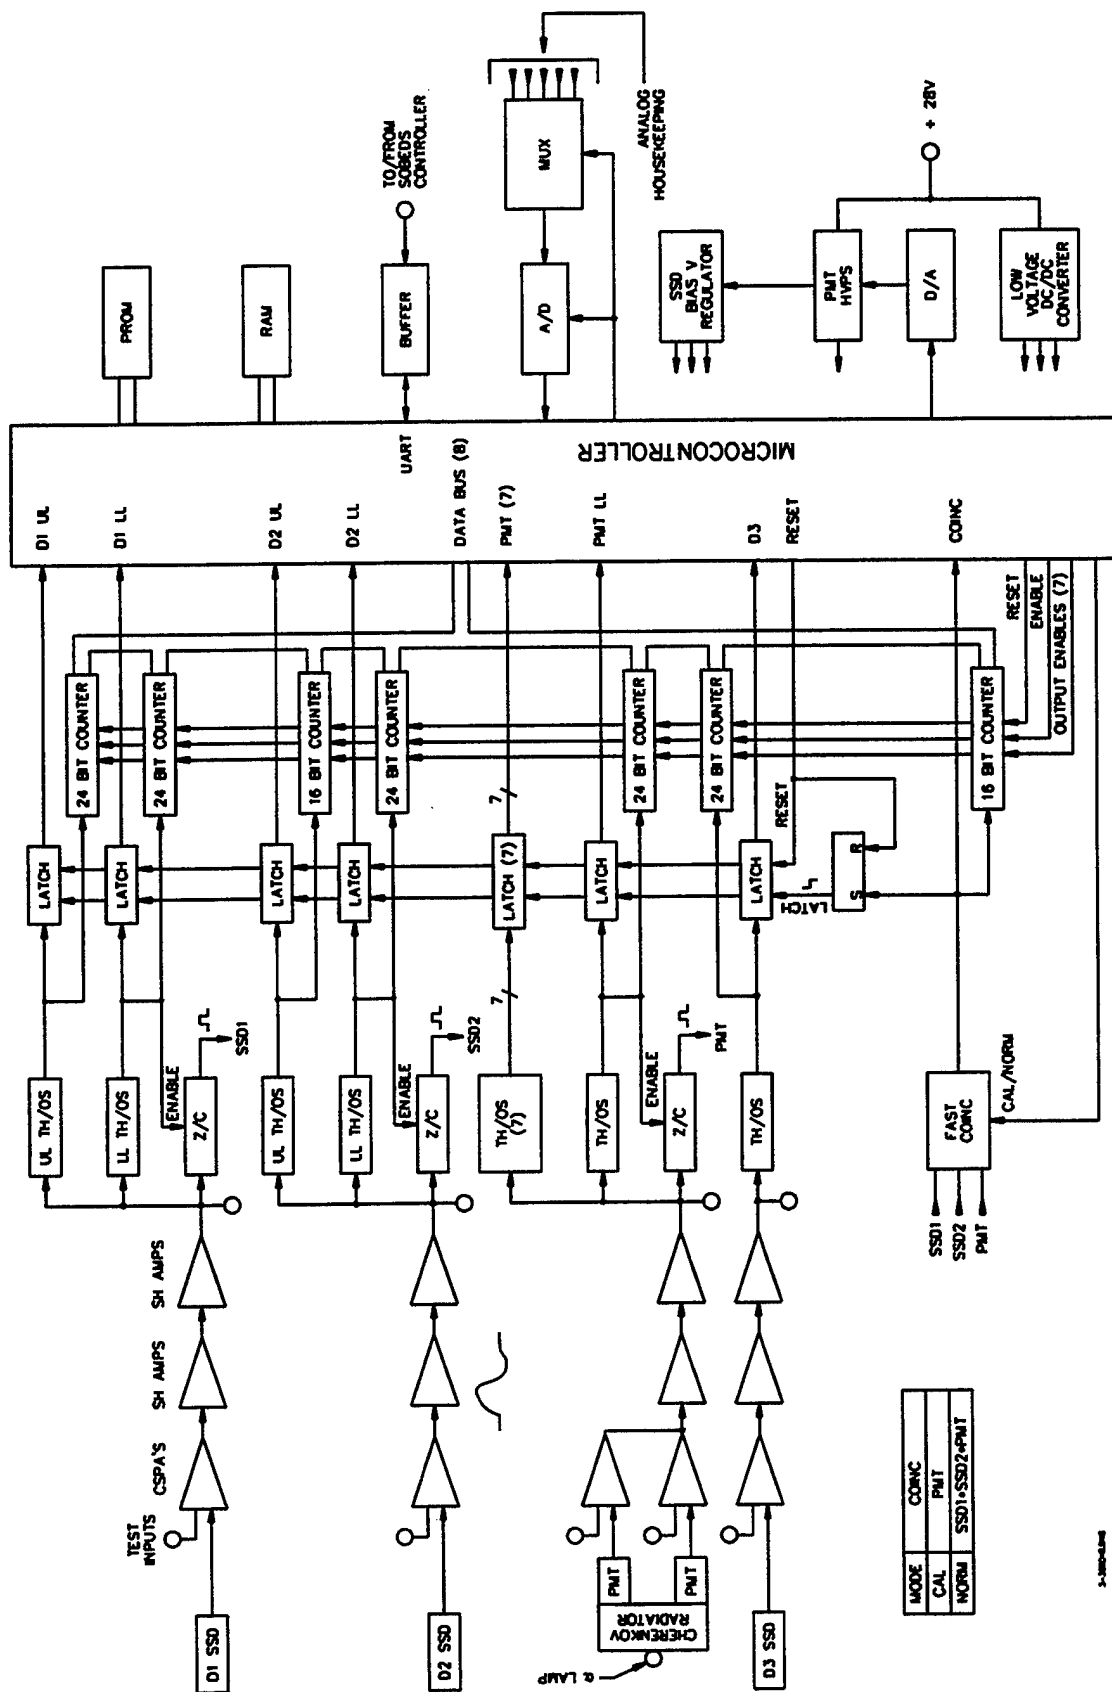 D1 SSD
D2 SSD
CHERENKOV
RADIATOR
PMT
PMT
α LAMP
D3 SSD
TEST
INPUTS
CSPA'S
SH AMPS
SH AMPS
UL TH/OS
LL TH/OS
ENABLE
Z/C
SSD1
UL TH/OS
LL TH/OS
ENABLE
Z/C
SSD2
TH/OS
(7)
TH/OS
ENABLE
Z/C
PMT
TH/OS
SSD1
SSD2
PMT
FAST
COINC
CAL/NORM
LATCH
LATCH
LATCH
LATCH
7
LATCH (7)
7
LATCH
LATCH
LATCH
RESET
S
R
24 BIT COUNTER
24 BIT COUNTER
16 BIT COUNTER
24 BIT COUNTER
24 BIT COUNTER
24 BIT COUNTER
16 BIT COUNTER
RESET
ENABLE
OUTPUT ENABLES (7)
D1 UL
D1 LL
D2 UL
D2 LL
DATA BUS (8)
PMT (7)
PMT LL
D3
RESET
COINC
UART
MICROCONTROLLER
PROM
RAM
BUFFER
TO/FROM
SOBEDS
CONTROLLER
A/D
MUX
ANALOG
HOUSEKEEPING
SSD
BIAS V
REGULATOR
PMT
HVPS
D/A
LOW
VOLTAGE
DC/DC
CONVERTER
+ 28V
MODE COINC
CAL PMT
NORM SSD1•SSD2•PMT